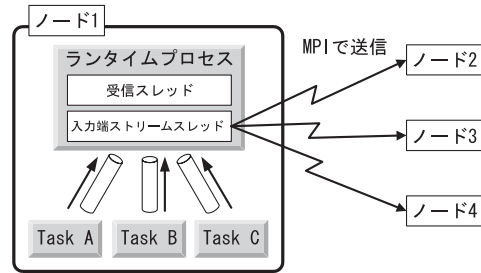 ノード1
ランタイムプロセス
受信スレッド
入力端ストリームスレッド
MPIで送信
ノード2
ノード3
ノード4
Task A
Task B
Task C